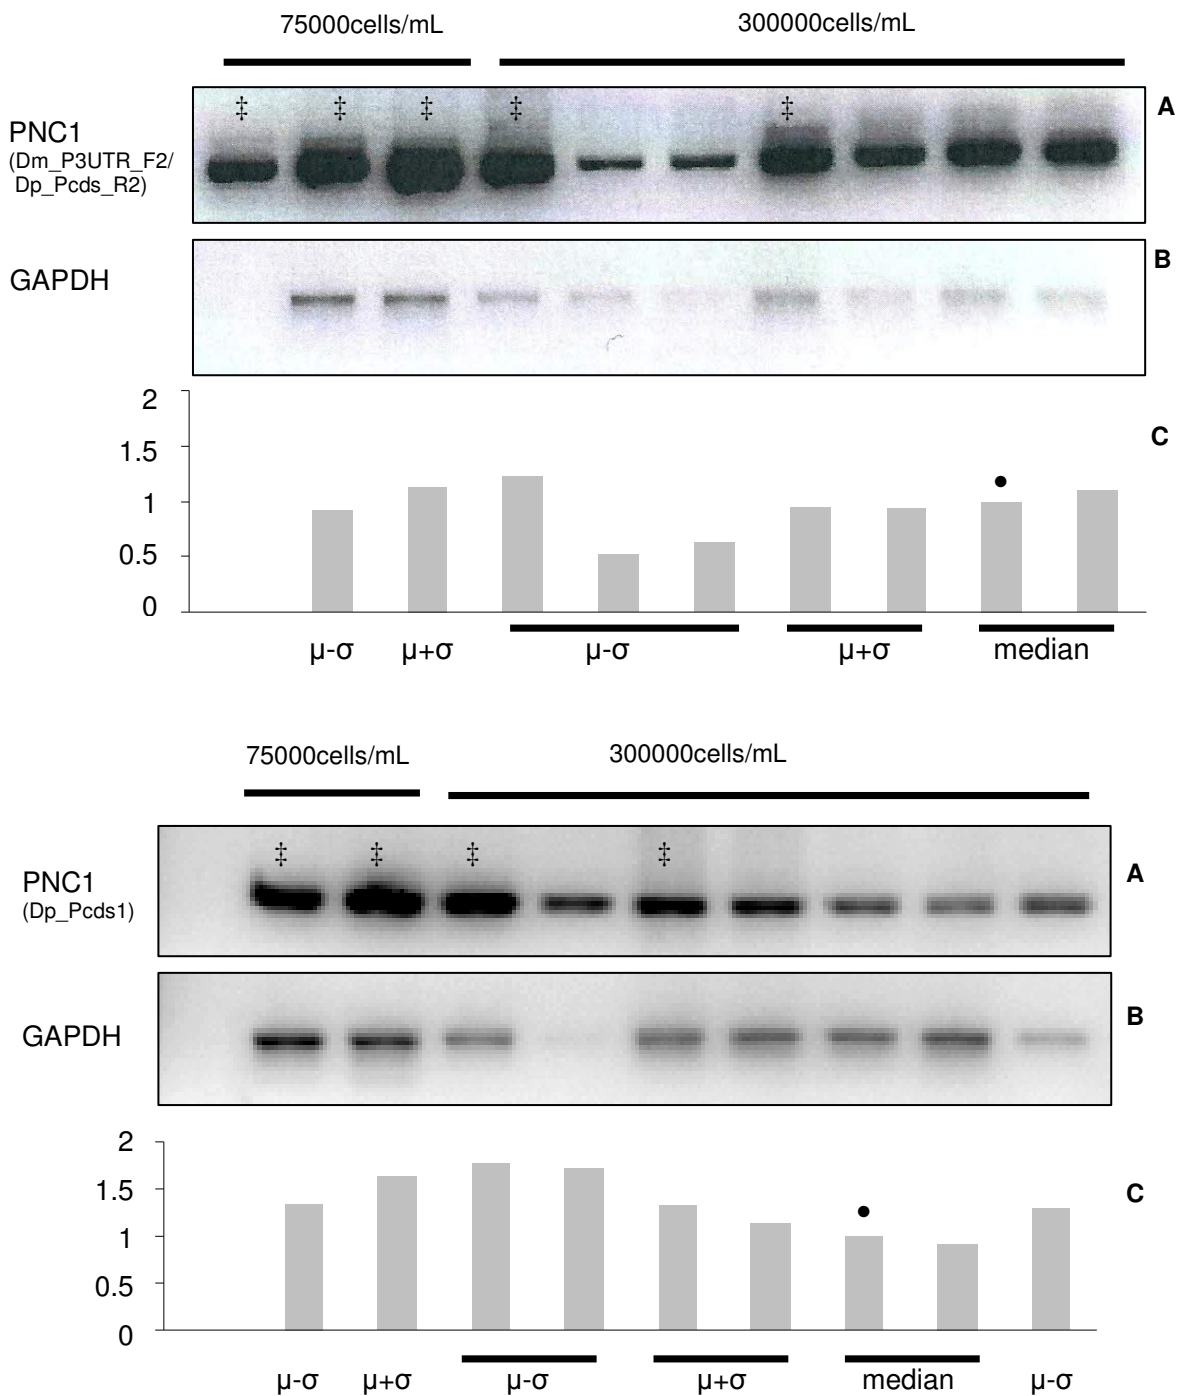 75000cells/mL 300000cells/mL
‡ ‡ ‡ ‡ ‡ A
PNC1
(Dm_P3UTR_F2/
Dp_Pcds_R2)
B
GAPDH
2
C
1.5
1
0.5
0
μ-σ μ+σ μ-σ μ+σ median
75000cells/mL 300000cells/mL
‡ ‡ ‡ ‡
A
PNC1
(Dp_Pcds1)
B
GAPDH
2
C
1.5
1
0.5
0
μ-σ μ+σ μ-σ μ+σ median μ-σ